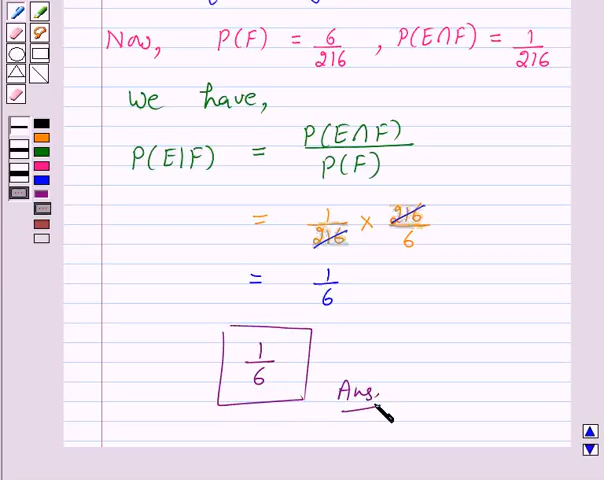 Now, P(F) = 6/216 , P(E∩F) = 1/216
We have,
P(E|F) = P(E∩F)/P(F)
= 1/216 × 216/6
= 1/6
1/6
Ans.